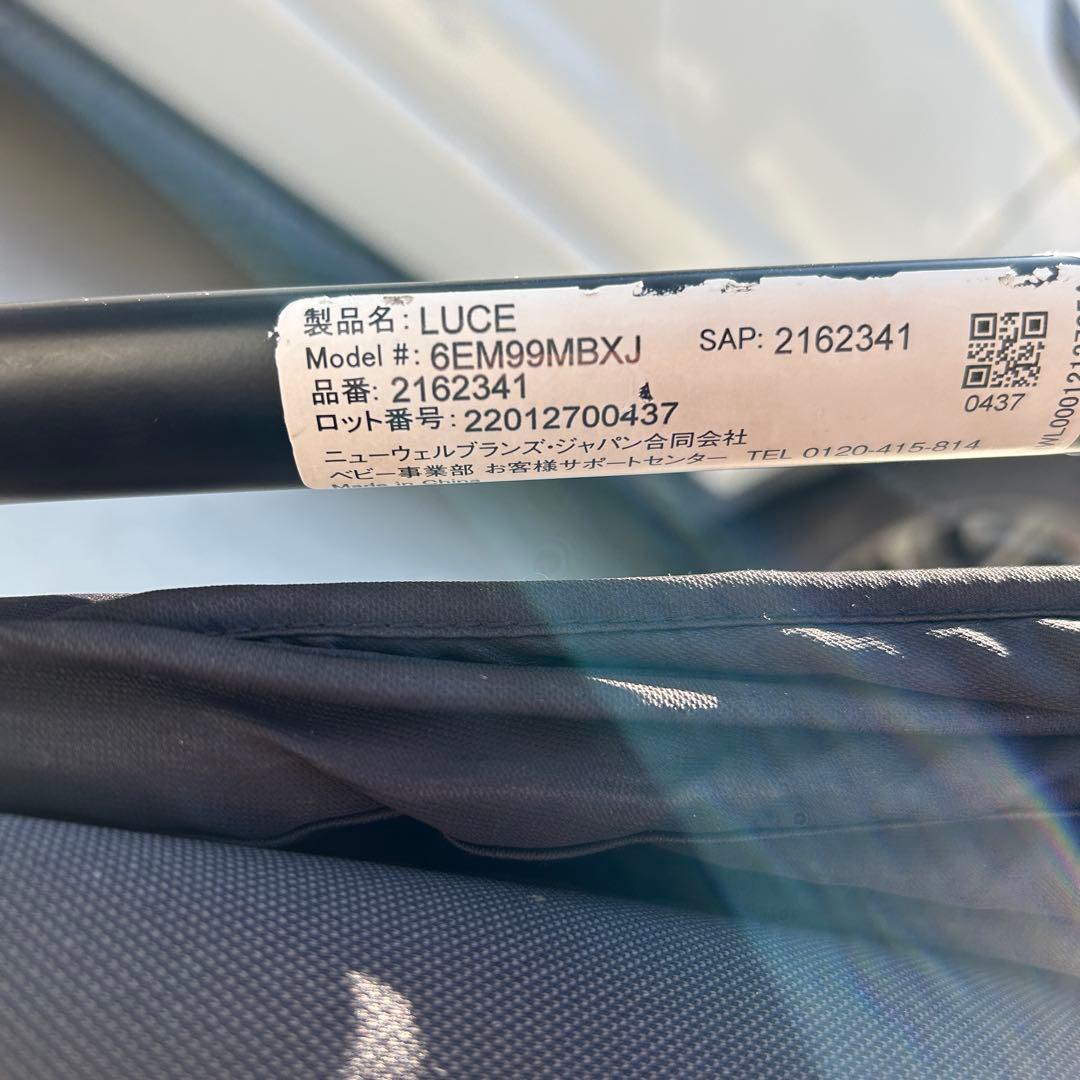 製品名: LUCE
Model #: 6EM99MBXJ
SAP: 2162341
品番: 2162341
ロット番号: 22012700437
ニューウェルブランズ・ジャパン合同会社
ベビー事業部 お客様サポートセンター TEL 0120-415-814
Made in China
0437